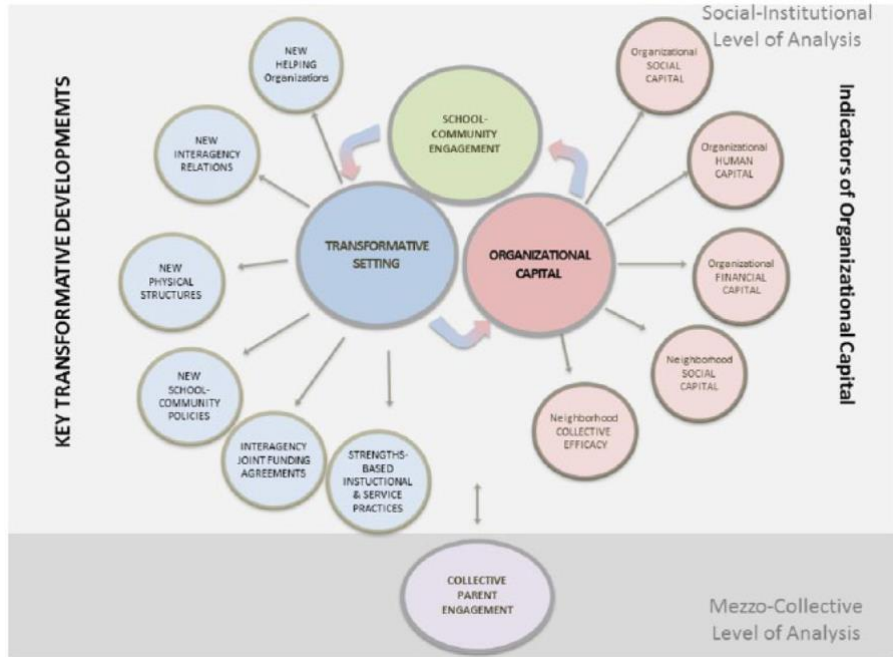 Social-Institutional
Level of Analysis
KEY TRANSFORMATIVE DEVELOPMEMTS
Indicators of Organizational Capital
NEW
HELPING
Organizations
NEW
INTERAGENCY
RELATIONS
NEW
PHYSICAL
STRUCTURES
NEW
SCHOOL-
COMMUNITY
POLICIES
INTERAGENCY
JOINT FUNDING
AGREEMENTS
STRENGTHS-
BASED
INSTUCTIONAL
& SERVICE
PRACTICES
SCHOOL-
COMMUNITY
ENGAGEMENT
TRANSFORMATIVE
SETTING
ORGANIZATIONAL
CAPITAL
Organizational
SOCIAL
CAPITAL
Organizational
HUMAN
CAPITAL
Organizational
FINANCIAL
CAPITAL
Neighborhood
SOCIAL
CAPITAL
Neighborhood
COLLECTIVE
EFFICACY
COLLECTIVE
PARENT
ENGAGEMENT
Mezzo-Collective
Level of Analysis